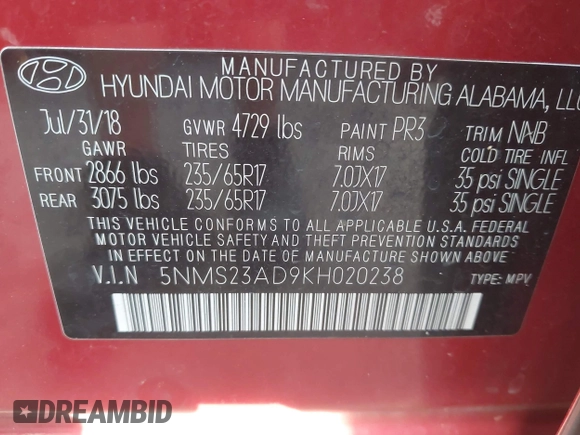 MANUFACTURED BY
HYUNDAI MOTOR MANUFACTURING ALABAMA, LLC
Jul/31/18 GVWR 4729 lbs PAINT PR3 TRIM NNB
GAWR TIRES RIMS COLD TIRE INFL
FRONT 2866 lbs 235/65R17 7.0JX17 35 psi SINGLE
REAR 3075 lbs 235/65R17 7.0JX17 35 psi SINGLE
THIS VEHICLE CONFORMS TO ALL APPLICABLE U.S.A. FEDERAL
MOTOR VEHICLE SAFETY AND THEFT PREVENTION STANDARDS
IN EFFECT ON THE DATE OF MANUFACTURE SHOWN ABOVE.
V.I.N 5NMS23AD9KH020238 TYPE: MPV
DREAMBID